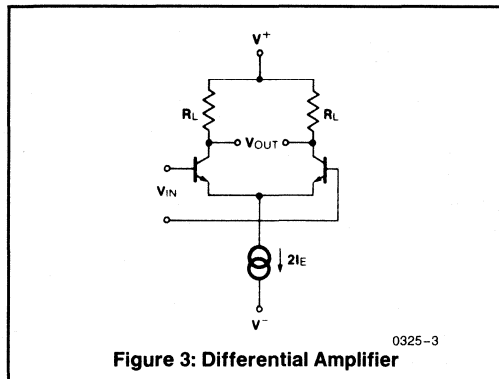 V+
RL RL
VOUT
VIN
2IE
V-
0325-3
Figure 3: Differential Amplifier